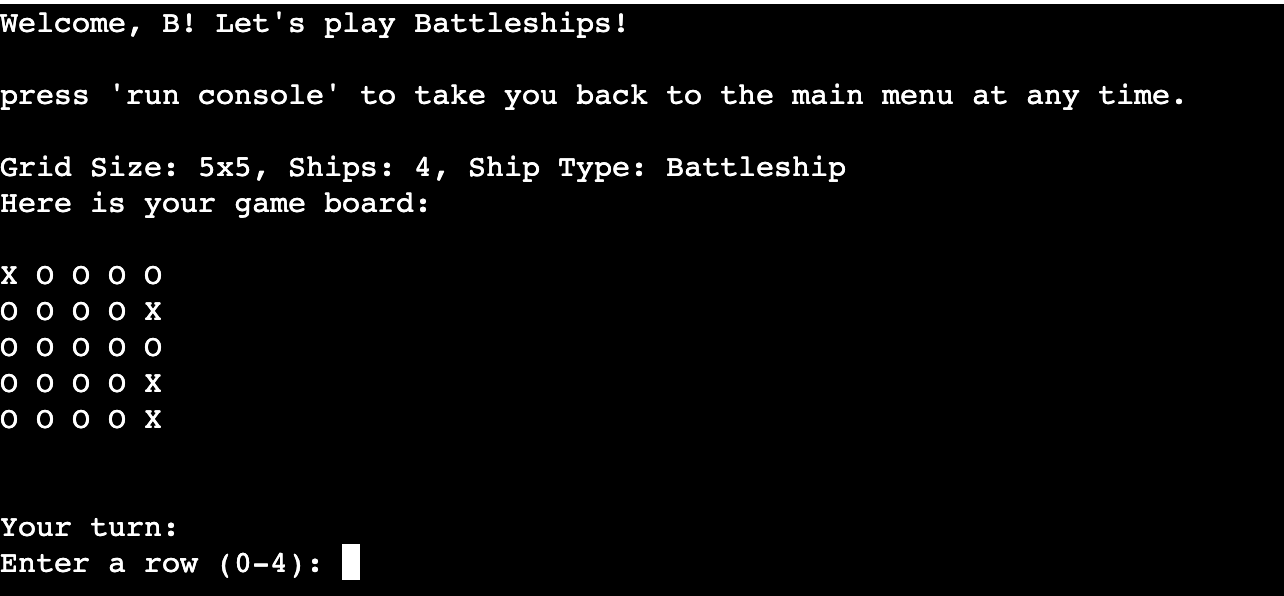 Welcome, B! Let's play Battleships!
press 'run console' to take you back to the main menu at any time.
Grid Size: 5x5, Ships: 4, Ship Type: Battleship
Here is your game board:
X O O O O
O O O O X
O O O O O
O O O O X
O O O O X
Your turn:
Enter a row (0-4):